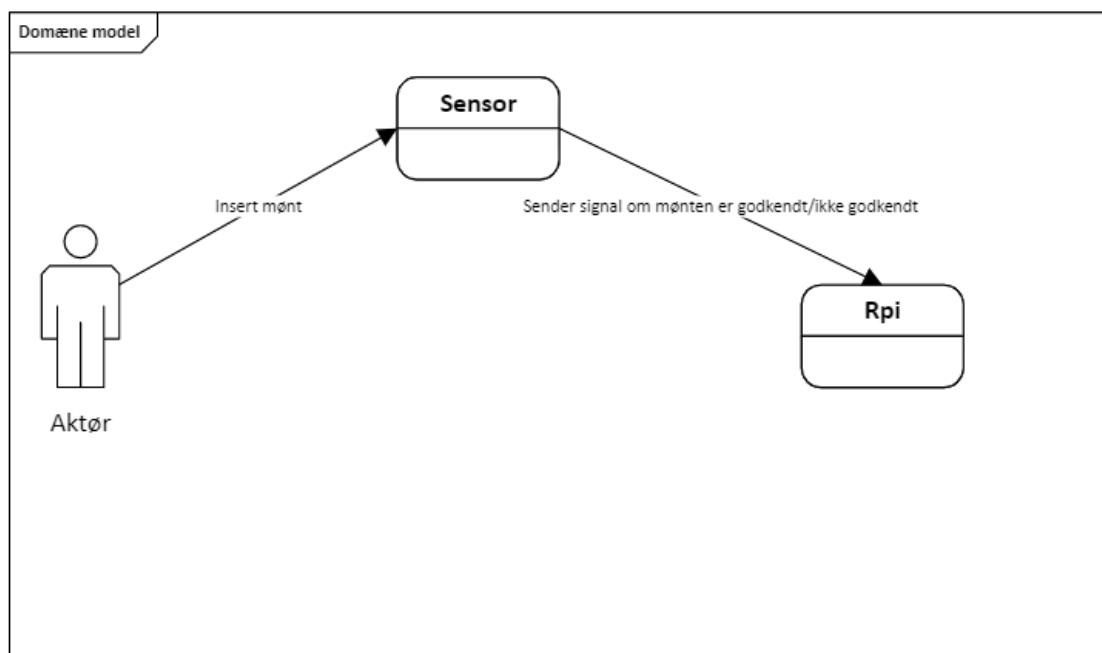 Domæne model
Sensor
Insert mønt
Sender signal om mønten er godkendt/ikke godkendt
Rpi
Aktør